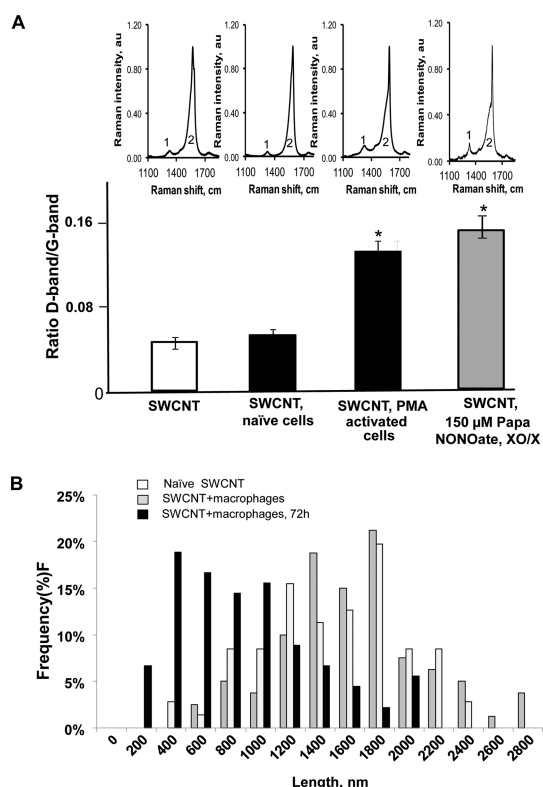 A
Raman intensity, au
1.20
0.80
0.40
0.00
1 2
1100 1400 1700
Raman shift, cm
Raman intensity, au
1.20
0.80
0.40
0.00
1 2
1100 1400 1700
Raman shift, cm
Raman intensity, au
1.20
0.80
0.40
0.00
1 2
1100 1400 1700
Raman shift, cm
Raman intensity, au
1.20
0.80
0.40
0.00
1 2
1100 1400 1700
Raman shift, cm
Ratio D-band/G-band
0.16
0.08
0
*
*
SWCNT
SWCNT,
naïve cells
SWCNT, PMA
activated
cells
SWCNT,
150 µM Papa
NONOate, XO/X
B
Naïve SWCNT
SWCNT+macrophages
SWCNT+macrophages, 72h
Frequency(%)F
25%
20%
15%
10%
5%
0%
0 200 400 600 800 1000 1200 1400 1600 1800 2000 2200 2400 2600 2800
Length, nm